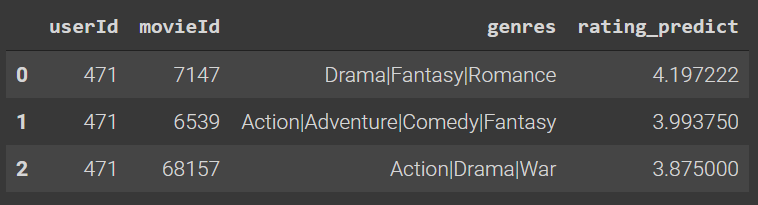 userId movieId genres rating_predict
0 471 7147 Drama|Fantasy|Romance 4.197222
1 471 6539 Action|Adventure|Comedy|Fantasy 3.993750
2 471 68157 Action|Drama|War 3.875000